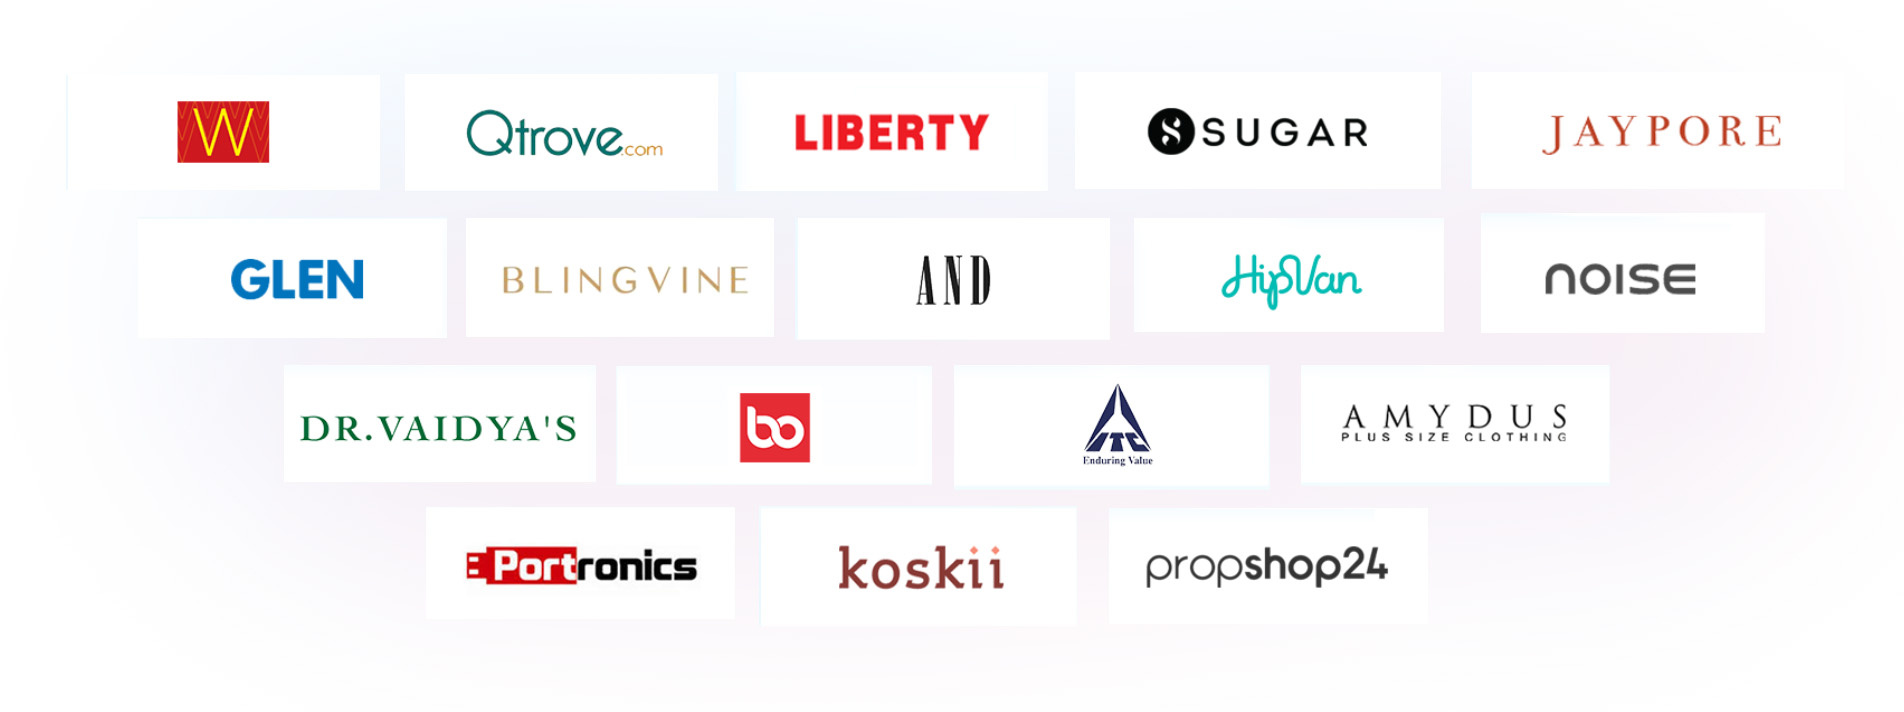 W
Qtrove.com
LIBERTY
SUGAR
JAYPORE
GLEN
BLINGVINE
AND
HipVan
NOISE
DR.VAIDYA'S
bo
ITC
Enduring Value
AMYDUS
PLUS SIZE CLOTHING
Portronics
koskii
propshop24